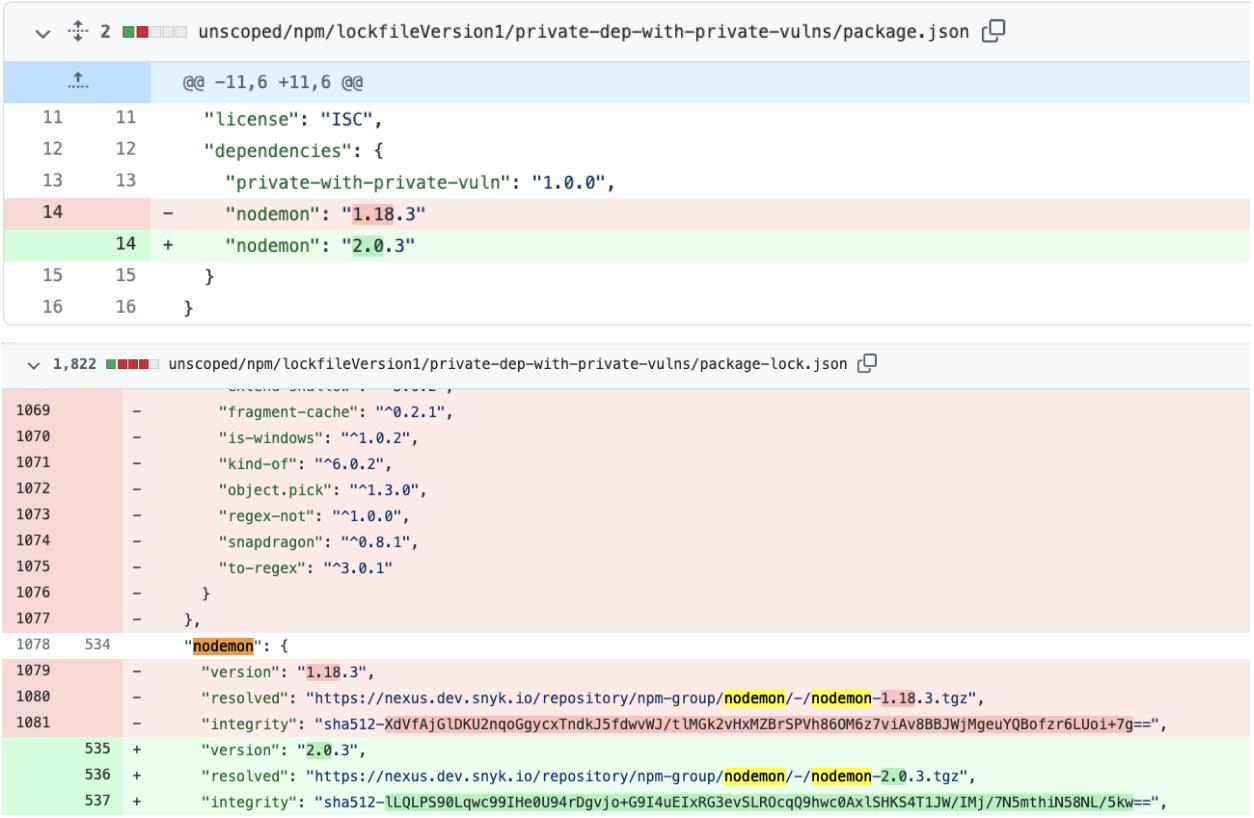 2 unscoped/npm/lockfileVersion1/private-dep-with-private-vulns/package.json
@@ -11,6 +11,6 @@
11 11 "license": "ISC",
12 12 "dependencies": {
13 13 "private-with-private-vuln": "1.0.0",
14 - "nodemon": "1.18.3"
14 + "nodemon": "2.0.3"
15 15 }
16 16 }
1,822 unscoped/npm/lockfileVersion1/private-dep-with-private-vulns/package-lock.json
1069 - "fragment-cache": "^0.2.1",
1070 - "is-windows": "^1.0.2",
1071 - "kind-of": "^6.0.2",
1072 - "object.pick": "^1.3.0",
1073 - "regex-not": "^1.0.0",
1074 - "snapdragon": "^0.8.1",
1075 - "to-regex": "^3.0.1"
1076 - }
1077 - },
1078 534 "nodemon": {
1079 - "version": "1.18.3",
1080 - "resolved": "https://nexus.dev.snyk.io/repository/npm-group/nodemon/-/nodemon-1.18.3.tgz",
1081 - "integrity": "sha512-XdVfAjGlDKU2nqoGgycxTndkJ5fdwvWJ/tlMGk2vHxMZBrSPVh86OM6z7viAv8BBJWjMgeuYQBofzr6LUoi+7g==",
535 + "version": "2.0.3",
536 + "resolved": "https://nexus.dev.snyk.io/repository/npm-group/nodemon/-/nodemon-2.0.3.tgz",
537 + "integrity": "sha512-lLQLPS90Lqwc99IHe0U94rDgvjo+G9I4uEIxRG3evSLROcqQ9hwc0AxlSHKS4T1JW/IMj/7N5mthiN58NL/5kw==",